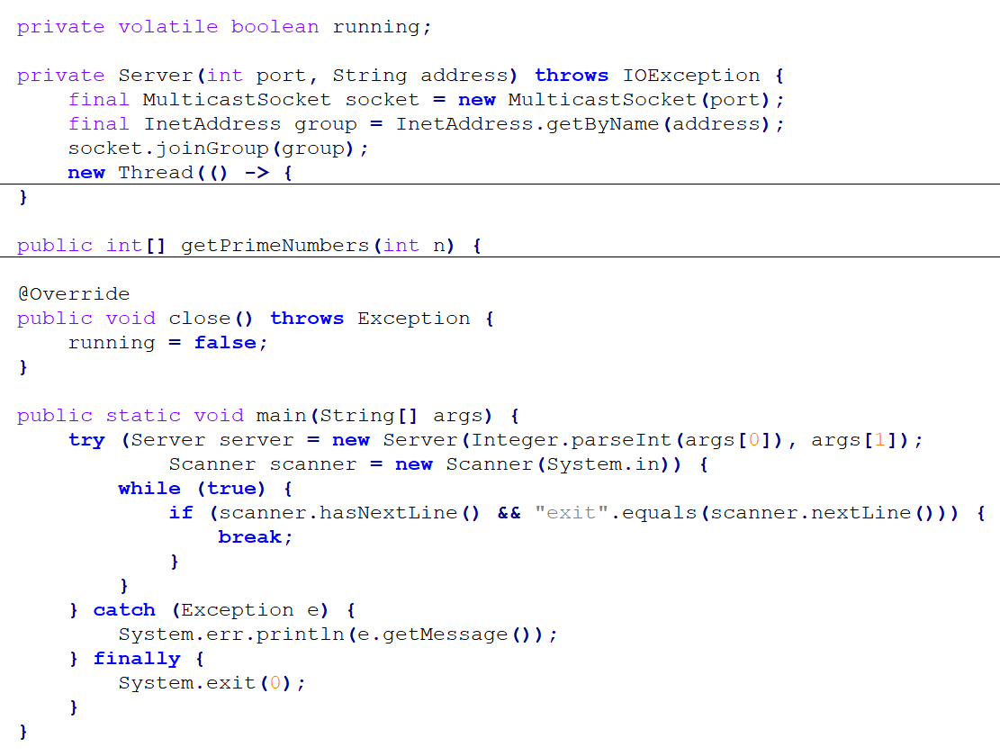 private volatile boolean running;
private Server(int port, String address) throws IOException {
    final MulticastSocket socket = new MulticastSocket(port);
    final InetAddress group = InetAddress.getByName(address);
    socket.joinGroup(group);
    new Thread(() -> {
}
public int[] getPrimeNumbers(int n) {
@Override
public void close() throws Exception {
    running = false;
}
public static void main(String[] args) {
    try (Server server = new Server(Integer.parseInt(args[0]), args[1]);
            Scanner scanner = new Scanner(System.in)) {
        while (true) {
            if (scanner.hasNextLine() && "exit".equals(scanner.nextLine())) {
                break;
            }
        }
    } catch (Exception e) {
        System.err.println(e.getMessage());
    } finally {
        System.exit(0);
    }
}